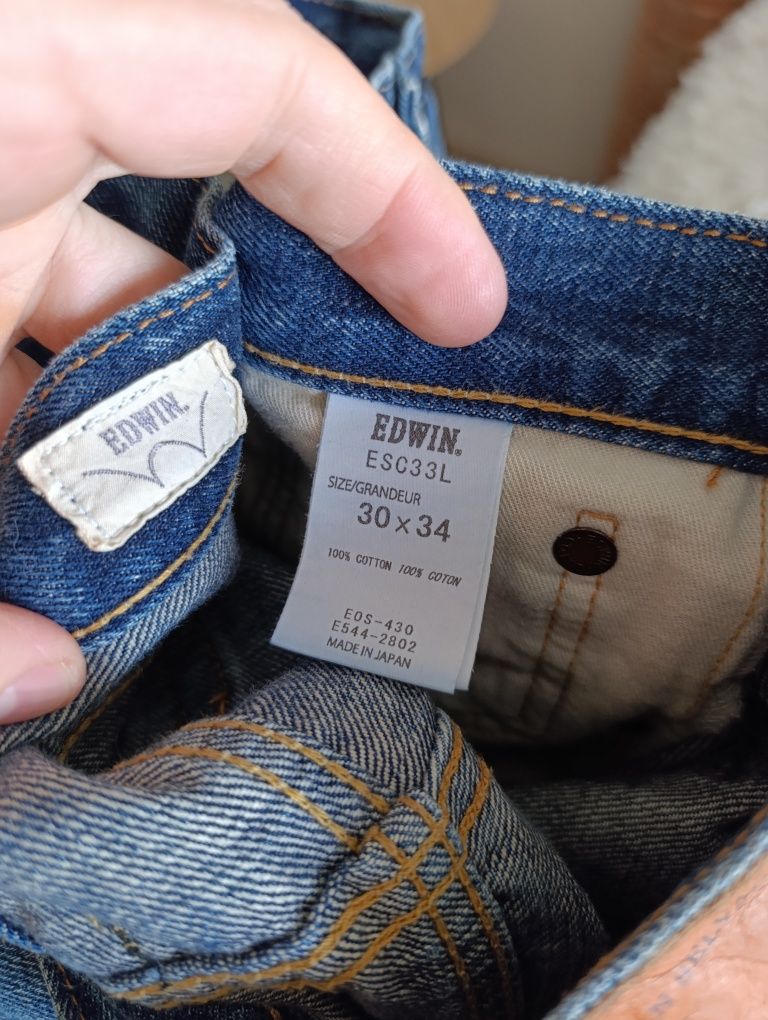 EDWIN.
EDWIN.
ESC33L
SIZE/GRANDEUR
30 x 34
100% COTTON 100% COTON
EOS-430
E544-2802
MADE IN JAPAN